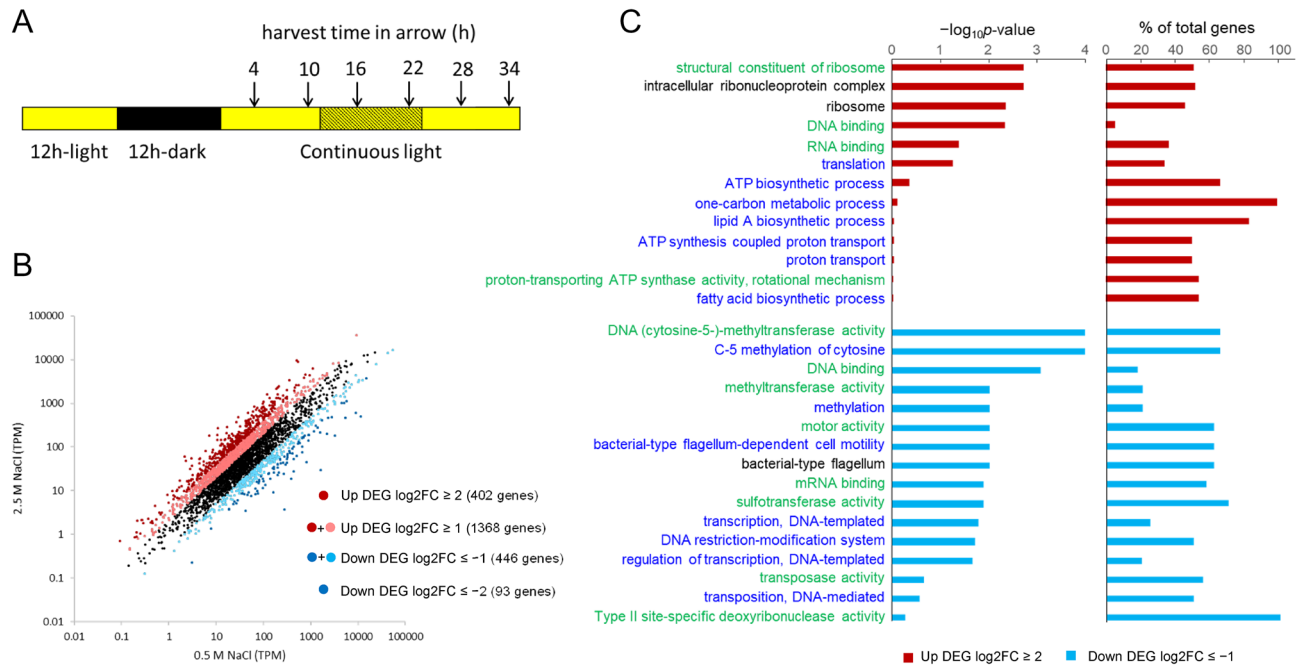 A
harvest time in arrow (h)
4 10 16 22 28 34
12h-light 12h-dark Continuous light
B
100000
10000
1000
100
10
1
0.1
0.01
2.5 M NaCl (TPM)
0.01 0.1 1 10 100 1000 10000 100000
0.5 M NaCl (TPM)
Up DEG log2FC ≥ 2 (402 genes)
+ Up DEG log2FC ≥ 1 (1368 genes)
+ Down DEG log2FC ≤ −1 (446 genes)
Down DEG log2FC ≤ −2 (93 genes)
C
−log10p-value % of total genes
0 1 2 3 4 0 20 40 60 80 100
structural constituent of ribosome
intracellular ribonucleoprotein complex
ribosome
DNA binding
RNA binding
translation
ATP biosynthetic process
one-carbon metabolic process
lipid A biosynthetic process
ATP synthesis coupled proton transport
proton transport
proton-transporting ATP synthase activity, rotational mechanism
fatty acid biosynthetic process
DNA (cytosine-5-)-methyltransferase activity
C-5 methylation of cytosine
DNA binding
methyltransferase activity
methylation
motor activity
bacterial-type flagellum-dependent cell motility
bacterial-type flagellum
mRNA binding
sulfotransferase activity
transcription, DNA-templated
DNA restriction-modification system
regulation of transcription, DNA-templated
transposase activity
transposition, DNA-mediated
Type II site-specific deoxyribonuclease activity
Up DEG log2FC ≥ 2 Down DEG log2FC ≤ −1